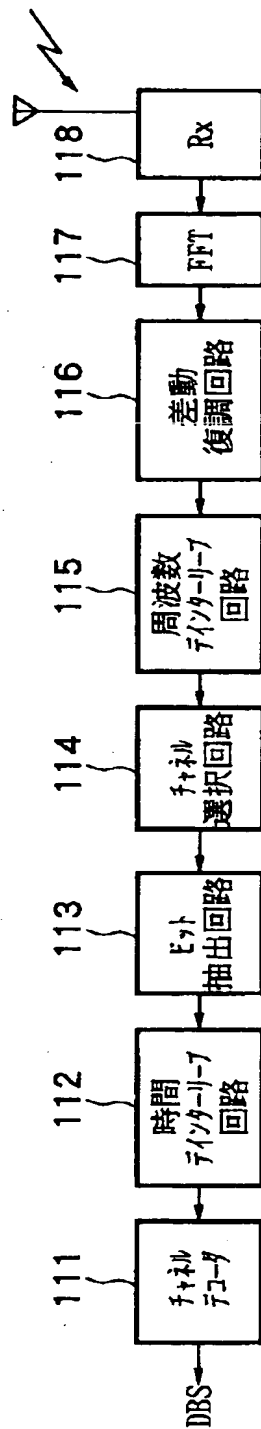 118
117
116
115
114
113
112
111
Rx
FFT
差動
復調回路
周波数
デインターリーブ
回路
チャネル
選択回路
ビット
抽出回路
時間
デインターリーブ
回路
チャネル
デコーダ
DBS